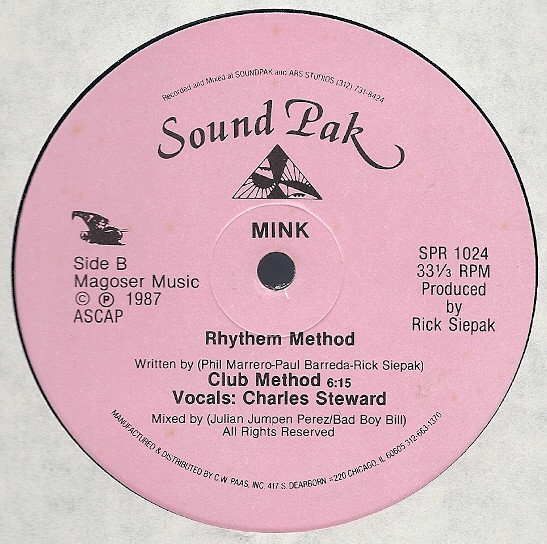 Recorded and Mixed at SOUNDPAK and ARS STUDIOS (312) 731-8424
Sound Pak
MINK
Side B
Magoser Music
© ℗ 1987
ASCAP
SPR 1024
33⅓ RPM
Produced
by
Rick Siepak
Rhythem Method
Written by (Phil Marrero-Paul Barreda-Rick Siepak)
Club Method 6:15
Vocals: Charles Steward
Mixed by (Julian Jumpen Perez/Bad Boy Bill)
All Rights Reserved
MANUFACTURED & DISTRIBUTED BY C.W. PAAS, INC. 417 S. DEARBORN #220 CHICAGO, IL 60605 312-663-1370